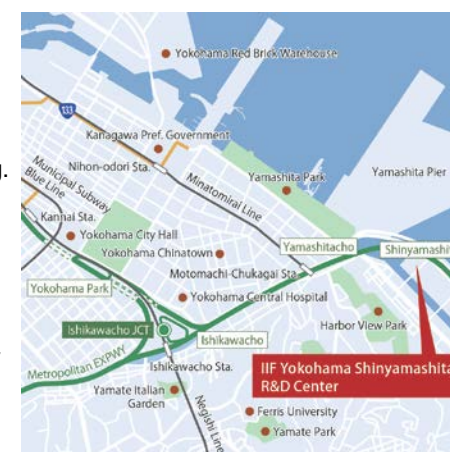 Yokohama Red Brick Warehouse
133
Kanagawa Pref. Government
g.
Nihon-odori Sta.
Minatomirai Line
Yamashita Park
Yamashita Pier
Municipal Subway
Blue Line
Kannai Sta.
Yokohama City Hall
Yokohama Chinatown
Yamashitacho
Shinyamashit
Motomachi-Chukagai Sta.
Yokohama Park
Yokohama Central Hospital
Harbor View Park
Ishikawacho JCT
Ishikawacho
Metropolitan EXPWY
Ishikawacho Sta.
IIF Yokohama Shinyamashita
R&D Center
Yamate Italian
Garden
Negishi Line
Ferris University
Yamate Park